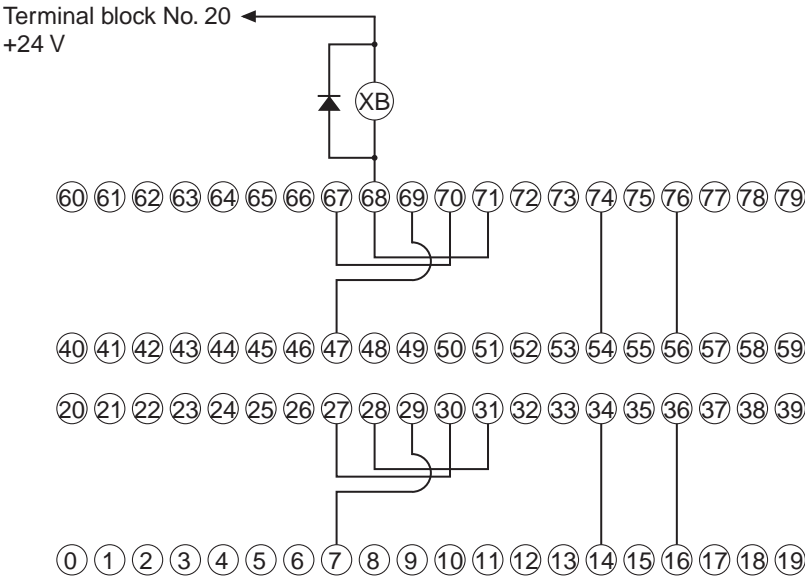 Terminal block No. 20
+24 V
XB
60 61 62 63 64 65 66 67 68 69 70 71 72 73 74 75 76 77 78 79
40 41 42 43 44 45 46 47 48 49 50 51 52 53 54 55 56 57 58 59
20 21 22 23 24 25 26 27 28 29 30 31 32 33 34 35 36 37 38 39
0 1 2 3 4 5 6 7 8 9 10 11 12 13 14 15 16 17 18 19